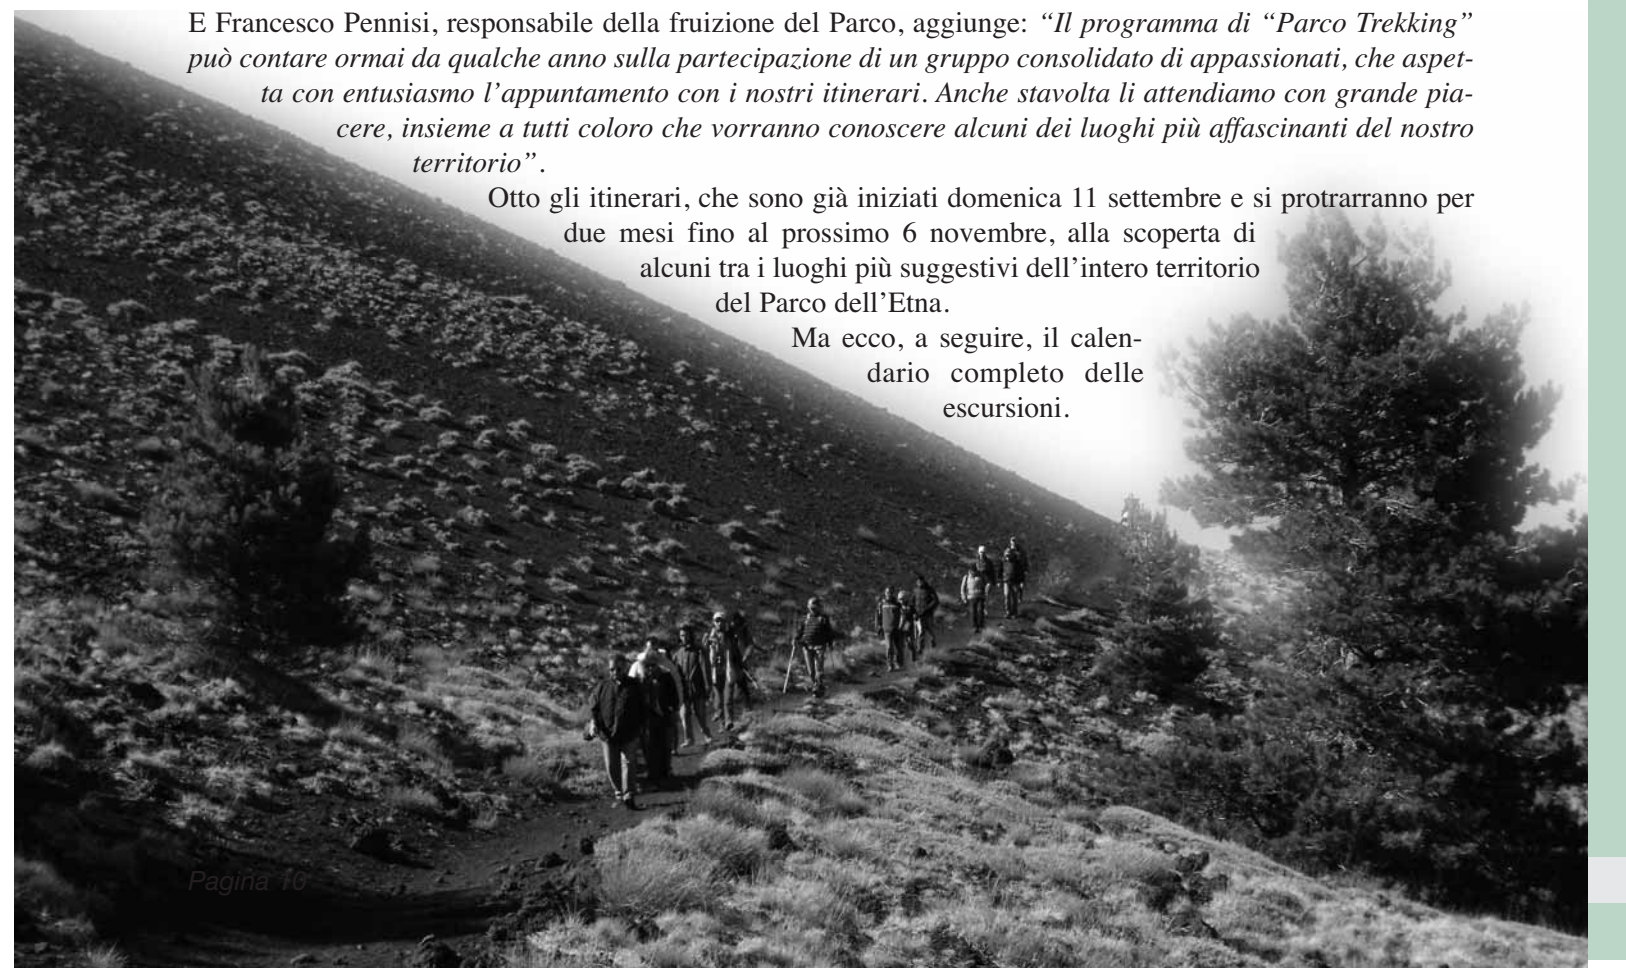 E Francesco Pennisi, responsabile della fruizione del Parco, aggiunge: “Il programma di “Parco Trekking”
può contare ormai da qualche anno sulla partecipazione di un gruppo consolidato di appassionati, che aspet-
ta con entusiasmo l’appuntamento con i nostri itinerari. Anche stavolta li attendiamo con grande pia-
cere, insieme a tutti coloro che vorranno conoscere alcuni dei luoghi più affascinanti del nostro
territorio”.
Otto gli itinerari, che sono già iniziati domenica 11 settembre e si protrarranno per
due mesi fino al prossimo 6 novembre, alla scoperta di
alcuni tra i luoghi più suggestivi dell’intero territorio
del Parco dell’Etna.
Ma ecco, a seguire, il calen-
dario completo delle
escursioni.
Pagina 10